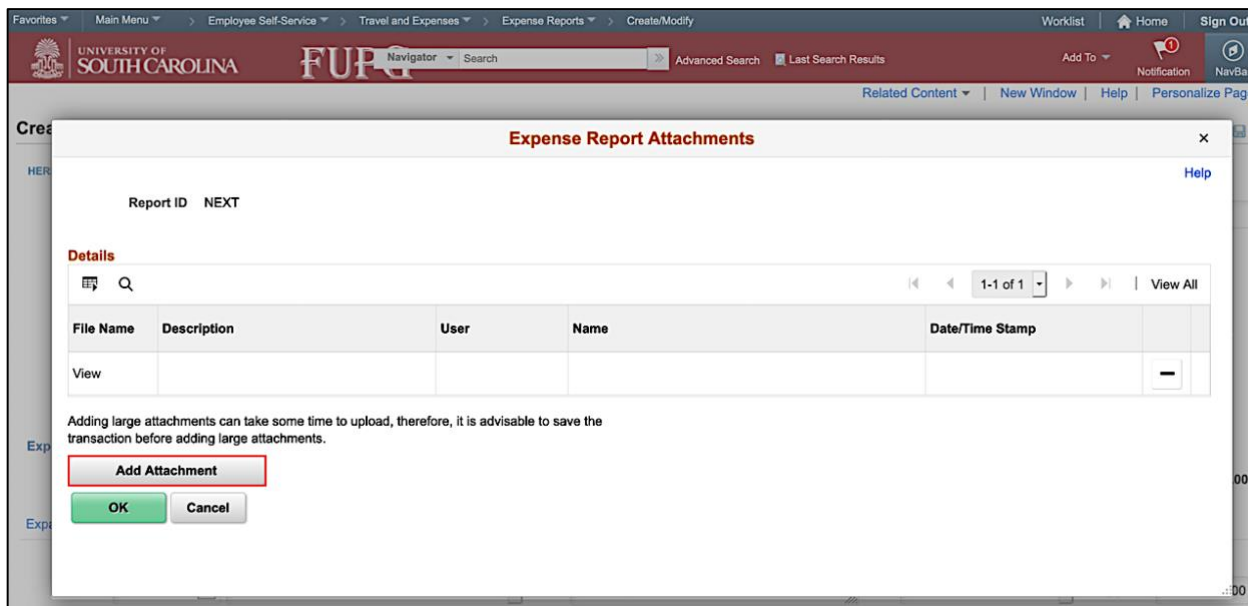 Favorites Main Menu > Employee Self-Service > Travel and Expenses > Expense Reports > Create/Modify Worklist Home Sign Out
UNIVERSITY OF
SOUTH CAROLINA
Navigator Search Advanced Search Last Search Results Add To
1
Notification NavBa
Related Content | New Window | Help | Personalize Pag
Crea
Expense Report Attachments ×
HER
Help
Report ID NEXT
Details
1-1 of 1 | View All
File Name Description User Name Date/Time Stamp
View
Adding large attachments can take some time to upload, therefore, it is advisable to save the
transaction before adding large attachments.
Exp
Add Attachment
00
OK Cancel
Expa
00